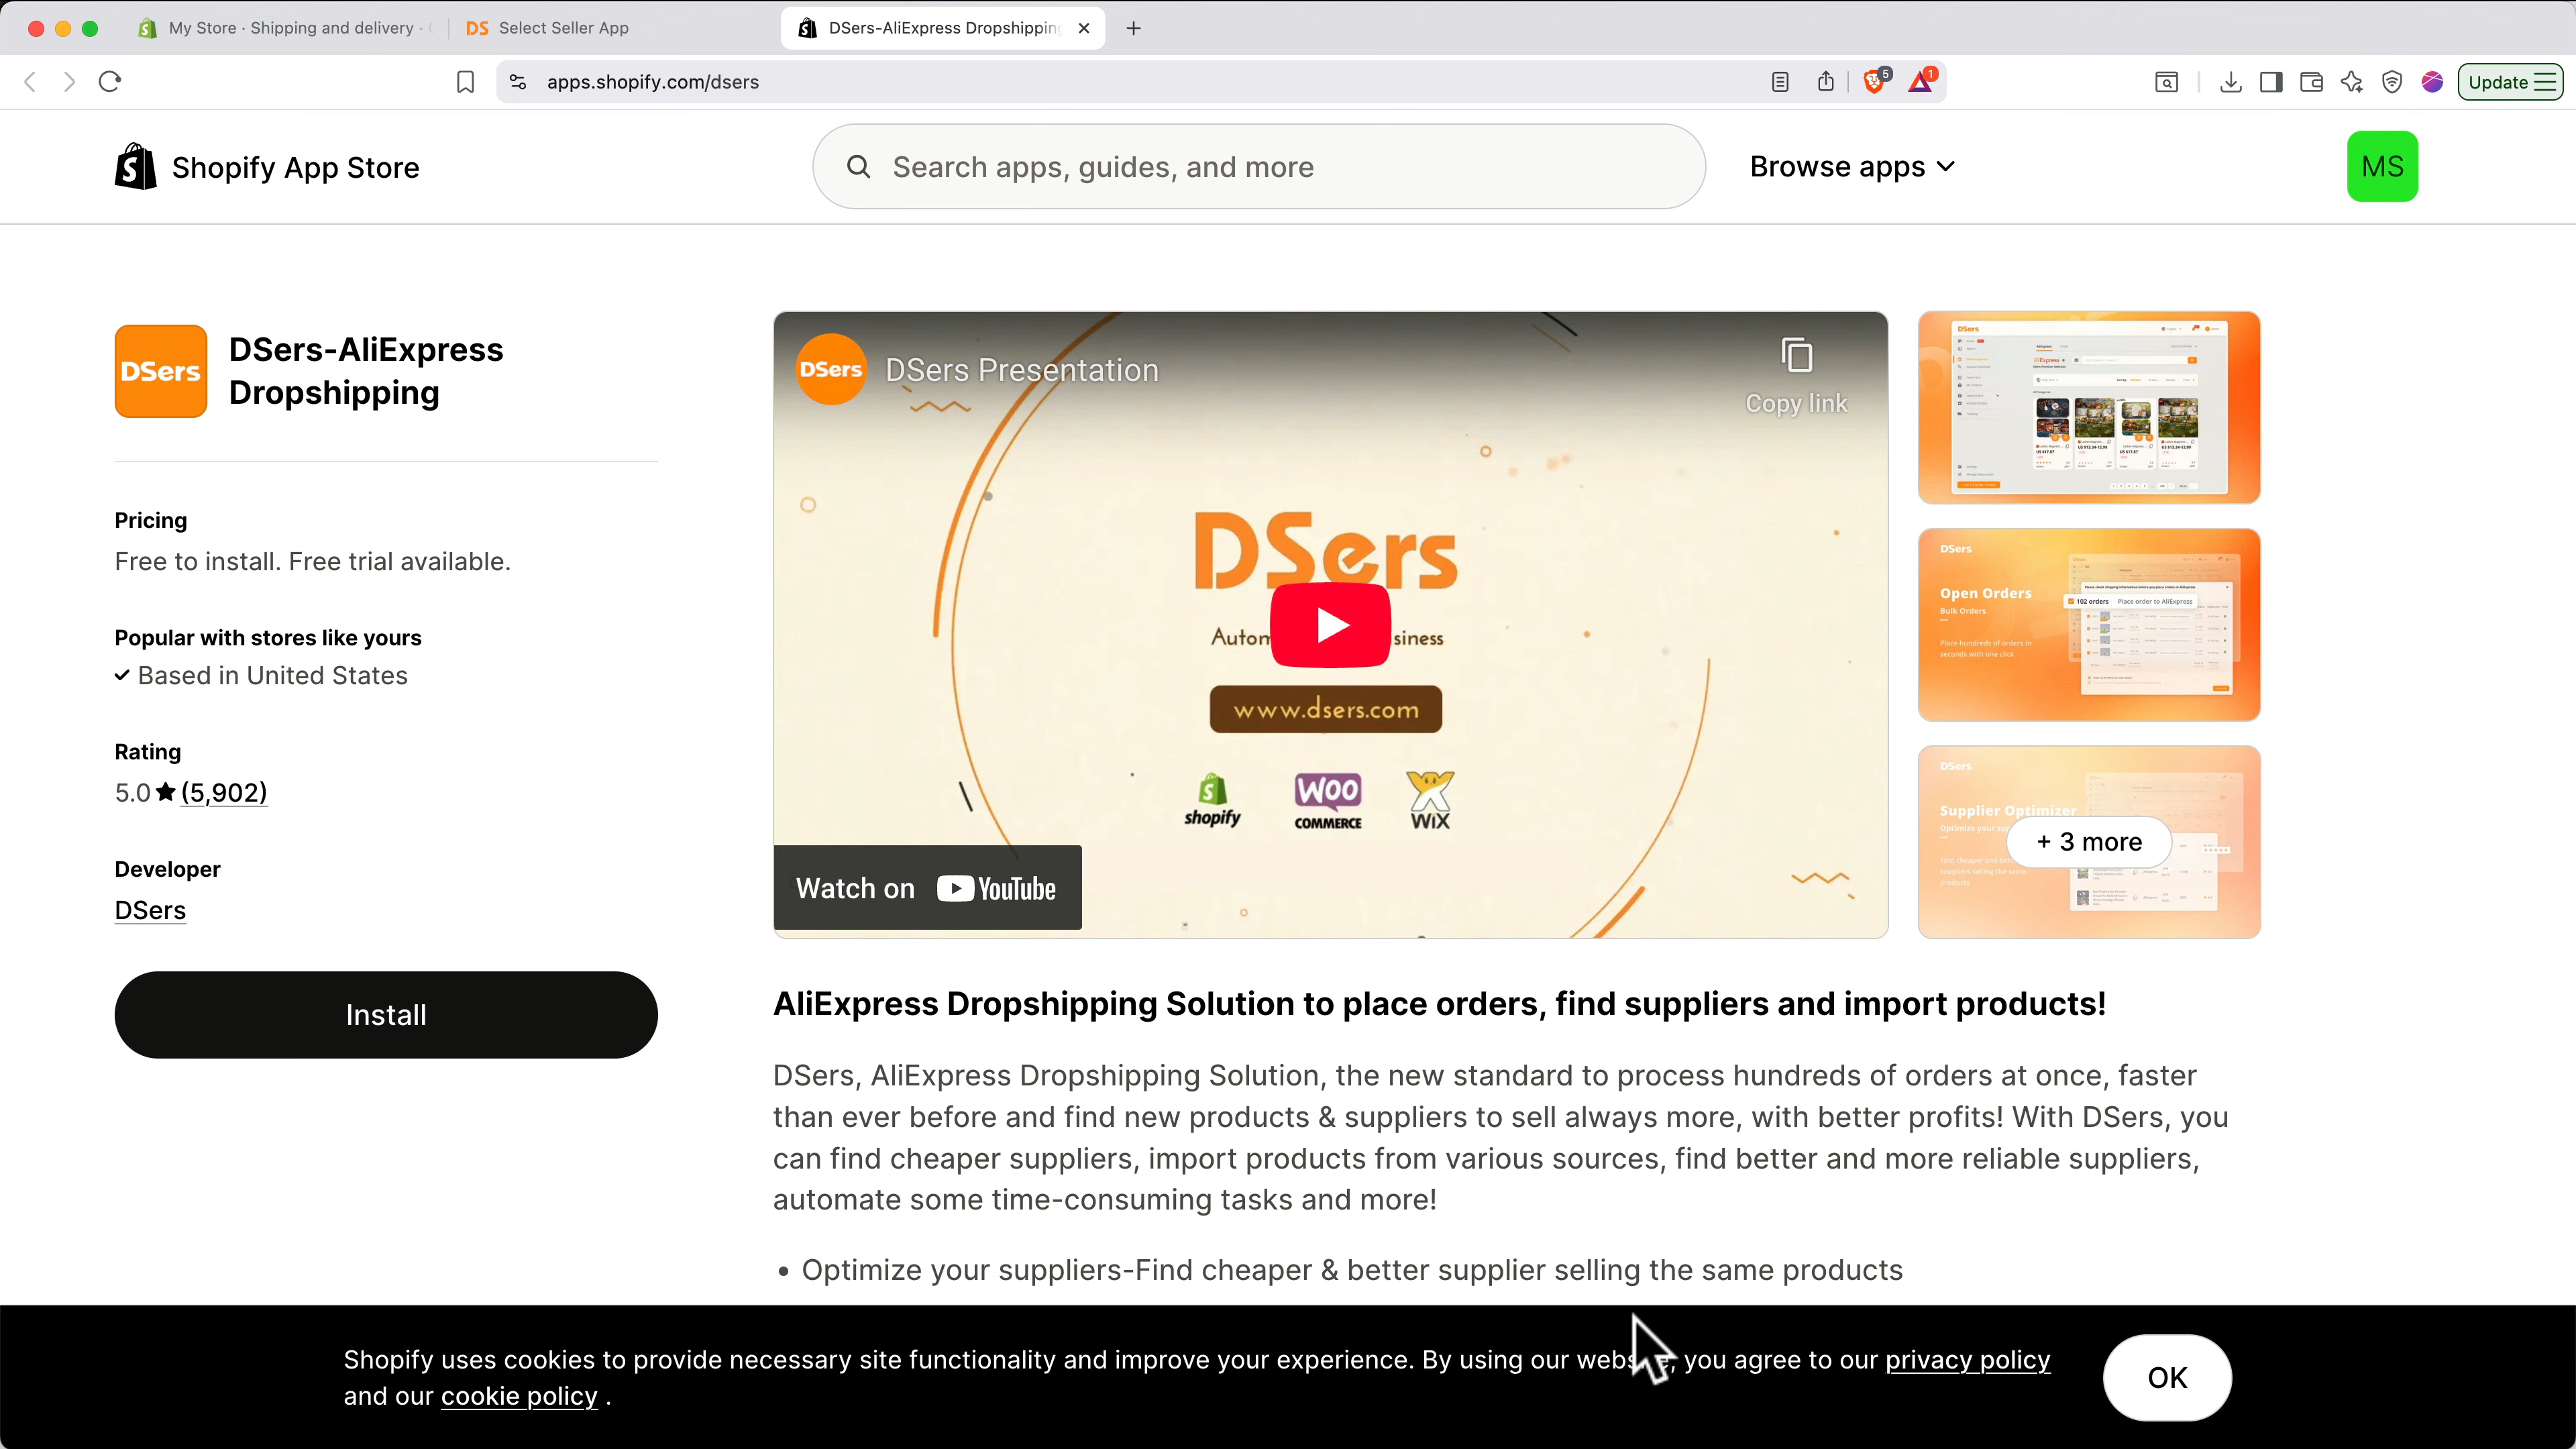 My Store · Shipping and delivery ·
DS Select Seller App
DSers-AliExpress Dropshipping
apps.shopify.com/dsers
5
1
Update
Shopify App Store
Search apps, guides, and more
Browse apps
MS
DSers
DSers-AliExpress
Dropshipping
Pricing
Free to install. Free trial available.
Popular with stores like yours
Based in United States
Rating
5.0 (5,902)
Developer
DSers
Install
DSers
DSers Presentation
Copy link
DSers
Autom
siness
www.dsers.com
shopify
WOO
COMMERCE
WiX
Watch on YouTube
DSers
AliExpress
DSers
Open Orders
Bulk Orders
Place hundreds of orders in
seconds with one click
102 orders Place order to AliExpress
DSers
Supplier Optimizer
+ 3 more
AliExpress Dropshipping Solution to place orders, find suppliers and import products!
DSers, AliExpress Dropshipping Solution, the new standard to process hundreds of orders at once, faster
than ever before and find new products & suppliers to sell always more, with better profits! With DSers, you
can find cheaper suppliers, import products from various sources, find better and more reliable suppliers,
automate some time-consuming tasks and more!
• Optimize your suppliers-Find cheaper & better supplier selling the same products
Shopify uses cookies to provide necessary site functionality and improve your experience. By using our webs , you agree to our privacy policy
and our cookie policy .
OK